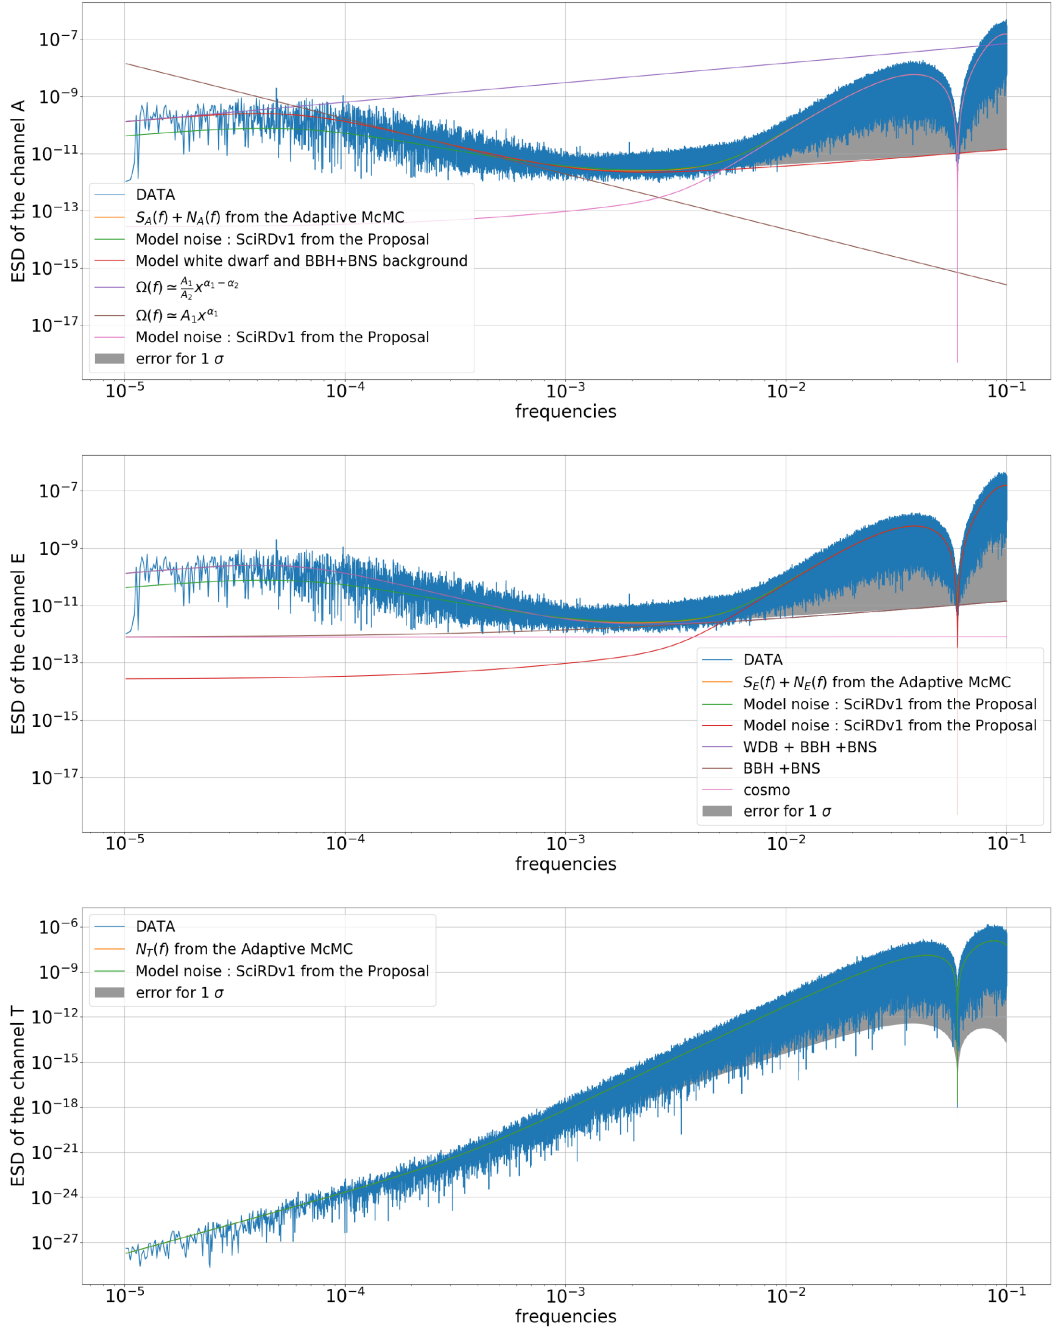 ESD of the channel A
10⁻⁷
10⁻⁹
10⁻¹¹
10⁻¹³
10⁻¹⁵
10⁻¹⁷
DATA
S_A(f) + N_A(f) from the Adaptive McMC
Model noise : SciRDv1 from the Proposal
Model white dwarf and BBH+BNS background
Ω(f) ≃ A₁/A₂ x^{α₁−α₂}
Ω(f) ≃ A₁x^{α₁}
Model noise : SciRDv1 from the Proposal
error for 1 σ
10⁻⁵ 10⁻⁴ 10⁻³ 10⁻² 10⁻¹
frequencies
ESD of the channel E
10⁻⁷
10⁻⁹
10⁻¹¹
10⁻¹³
10⁻¹⁵
10⁻¹⁷
DATA
S_E(f) + N_E(f) from the Adaptive McMC
Model noise : SciRDv1 from the Proposal
Model noise : SciRDv1 from the Proposal
WDB + BBH +BNS
BBH +BNS
cosmo
error for 1 σ
10⁻⁵ 10⁻⁴ 10⁻³ 10⁻² 10⁻¹
frequencies
ESD of the channel T
10⁻⁶
10⁻⁹
10⁻¹²
10⁻¹⁵
10⁻¹⁸
10⁻²¹
10⁻²⁴
10⁻²⁷
DATA
N_T(f) from the Adaptive McMC
Model noise : SciRDv1 from the Proposal
error for 1 σ
10⁻⁵ 10⁻⁴ 10⁻³ 10⁻² 10⁻¹
frequencies